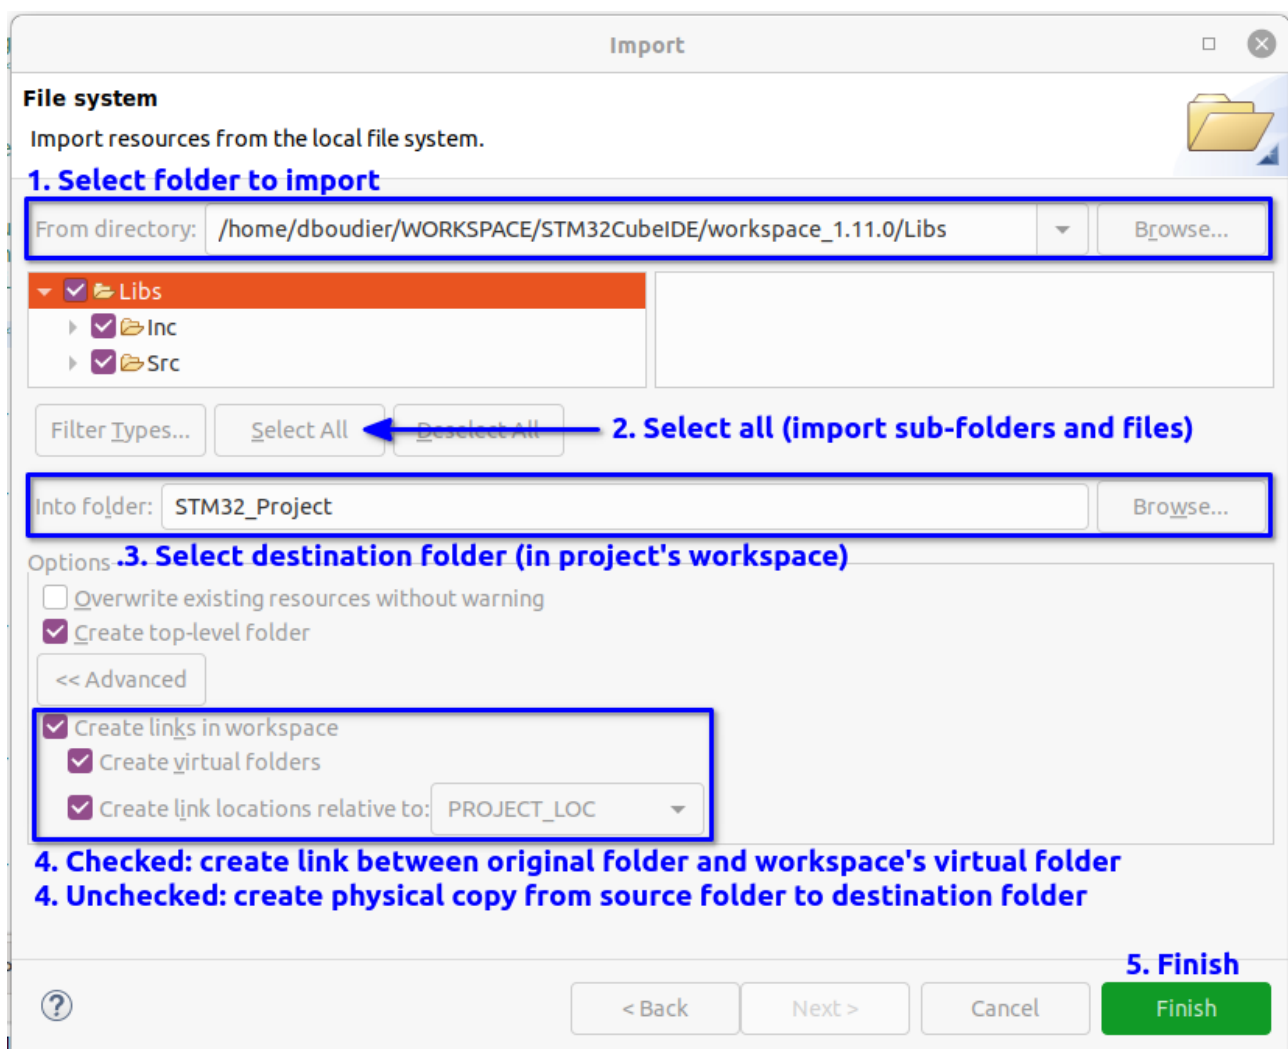 Import
File system
Import resources from the local file system.
1. Select folder to import
From directory: /home/dboudier/WORKSPACE/STM32CubeIDE/workspace_1.11.0/Libs Browse...
Libs
Inc
Src
Filter Types... Select All Deselect All 2. Select all (import sub-folders and files)
Into folder: STM32_Project Browse...
Options .3. Select destination folder (in project's workspace)
Overwrite existing resources without warning
Create top-level folder
<< Advanced
Create links in workspace
Create virtual folders
Create link locations relative to: PROJECT_LOC
4. Checked: create link between original folder and workspace's virtual folder
4. Unchecked: create physical copy from source folder to destination folder
5. Finish
? < Back Next > Cancel Finish